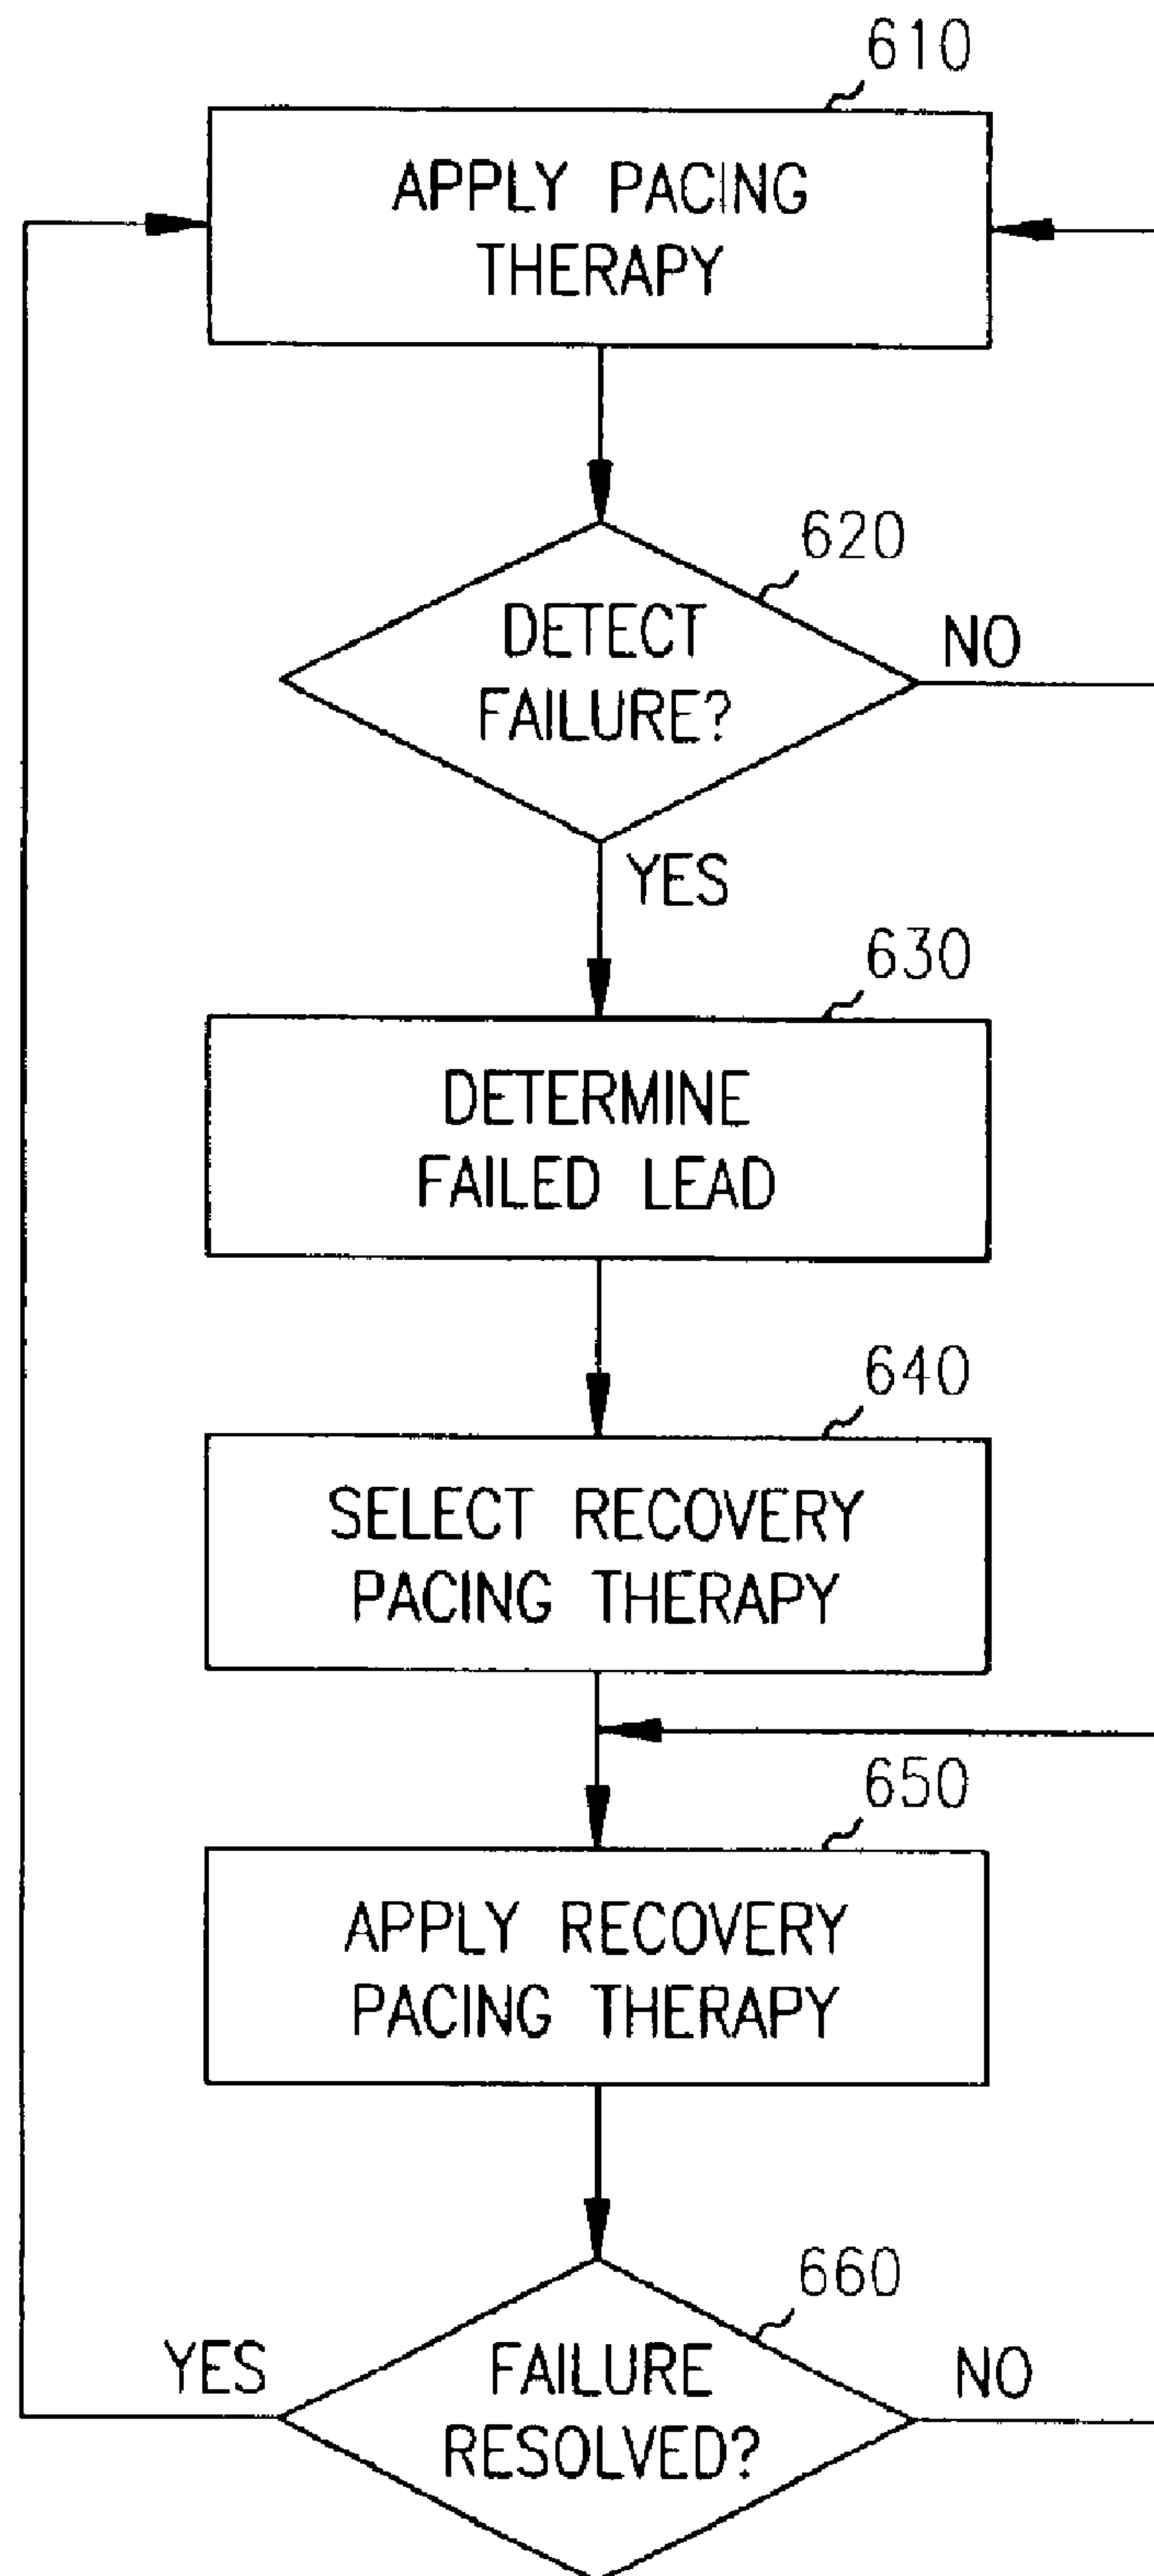 610
APPLY PACING
THERAPY
620
DETECT
FAILURE?
NO
YES
630
DETERMINE
FAILED LEAD
640
SELECT RECOVERY
PACING THERAPY
650
APPLY RECOVERY
PACING THERAPY
660
YES
FAILURE
RESOLVED?
NO